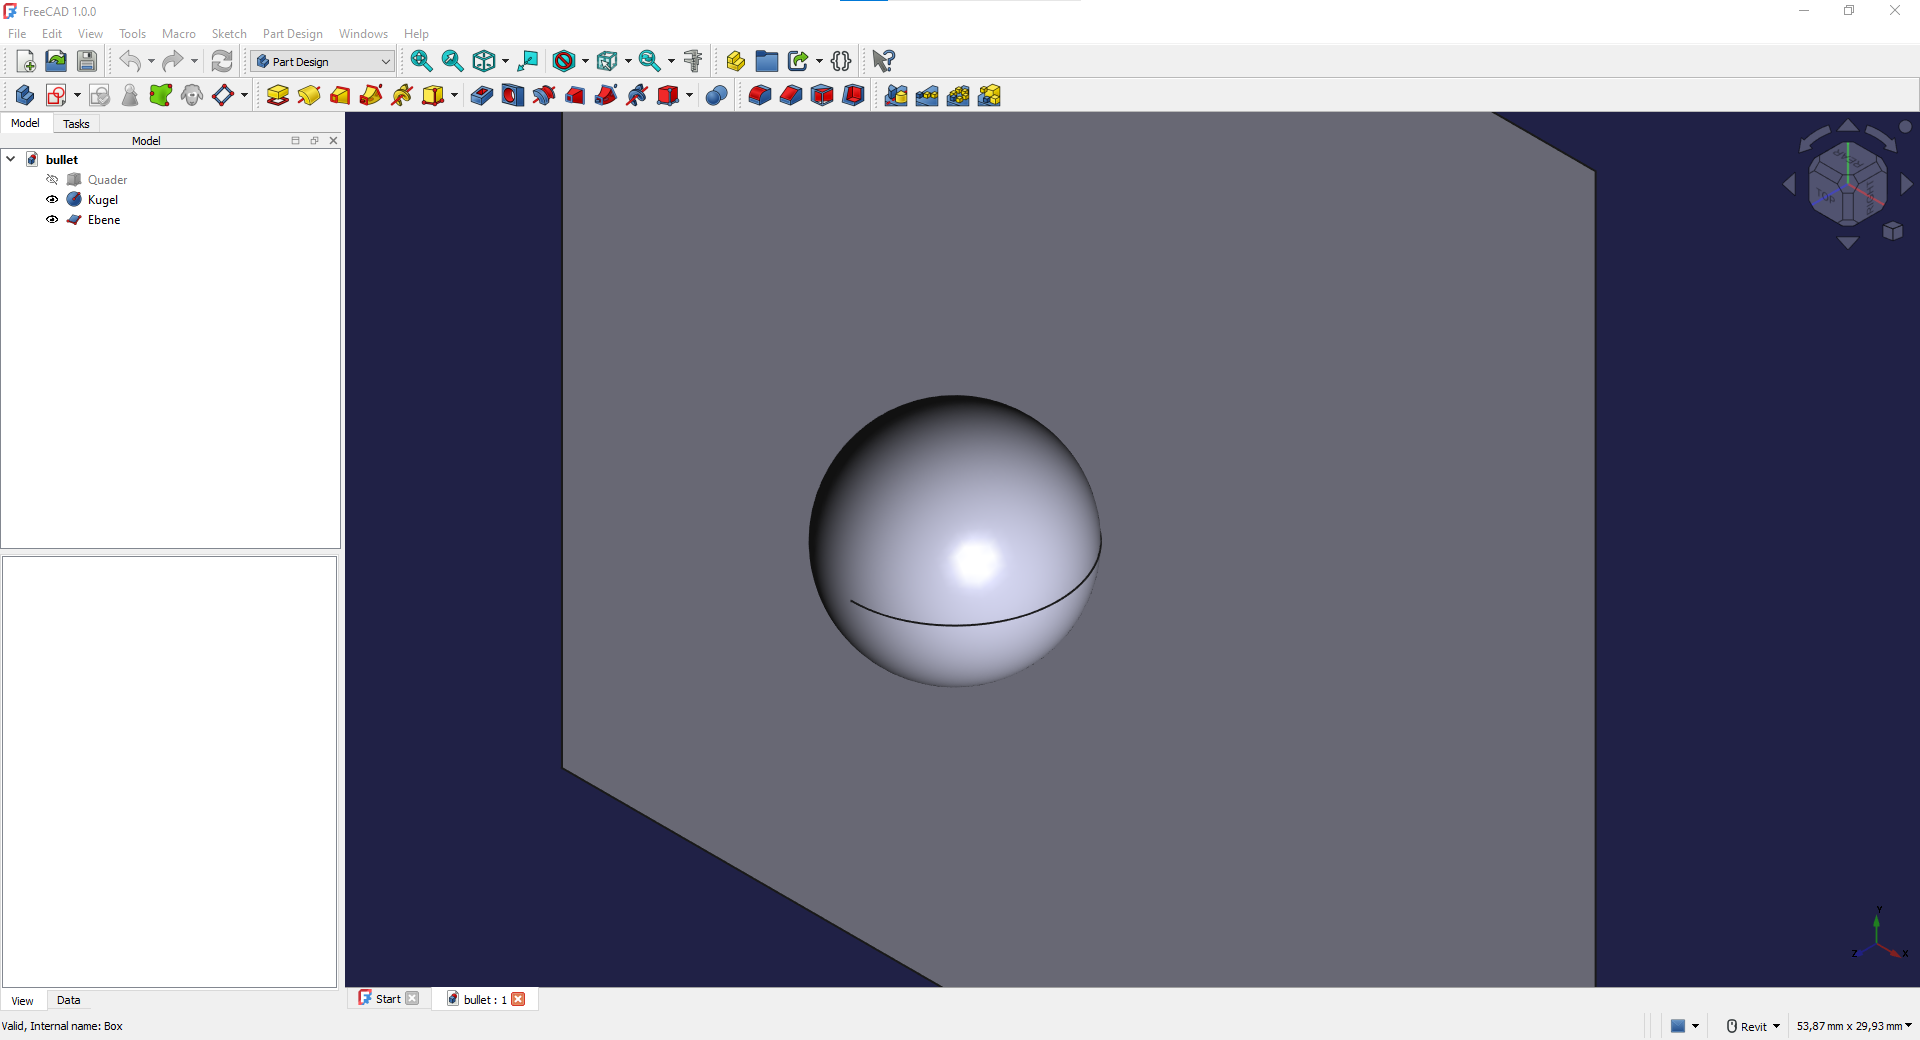 FreeCAD 1.0.0
File Edit View Tools Macro Sketch Part Design Windows Help
Part Design
Model Tasks
Model
bullet
Quader
Kugel
Ebene
REAR
TOP
Y
Z X
View Data
Start bullet : 1
Valid, Internal name: Box
Revit 53,87 mm x 29,93 mm